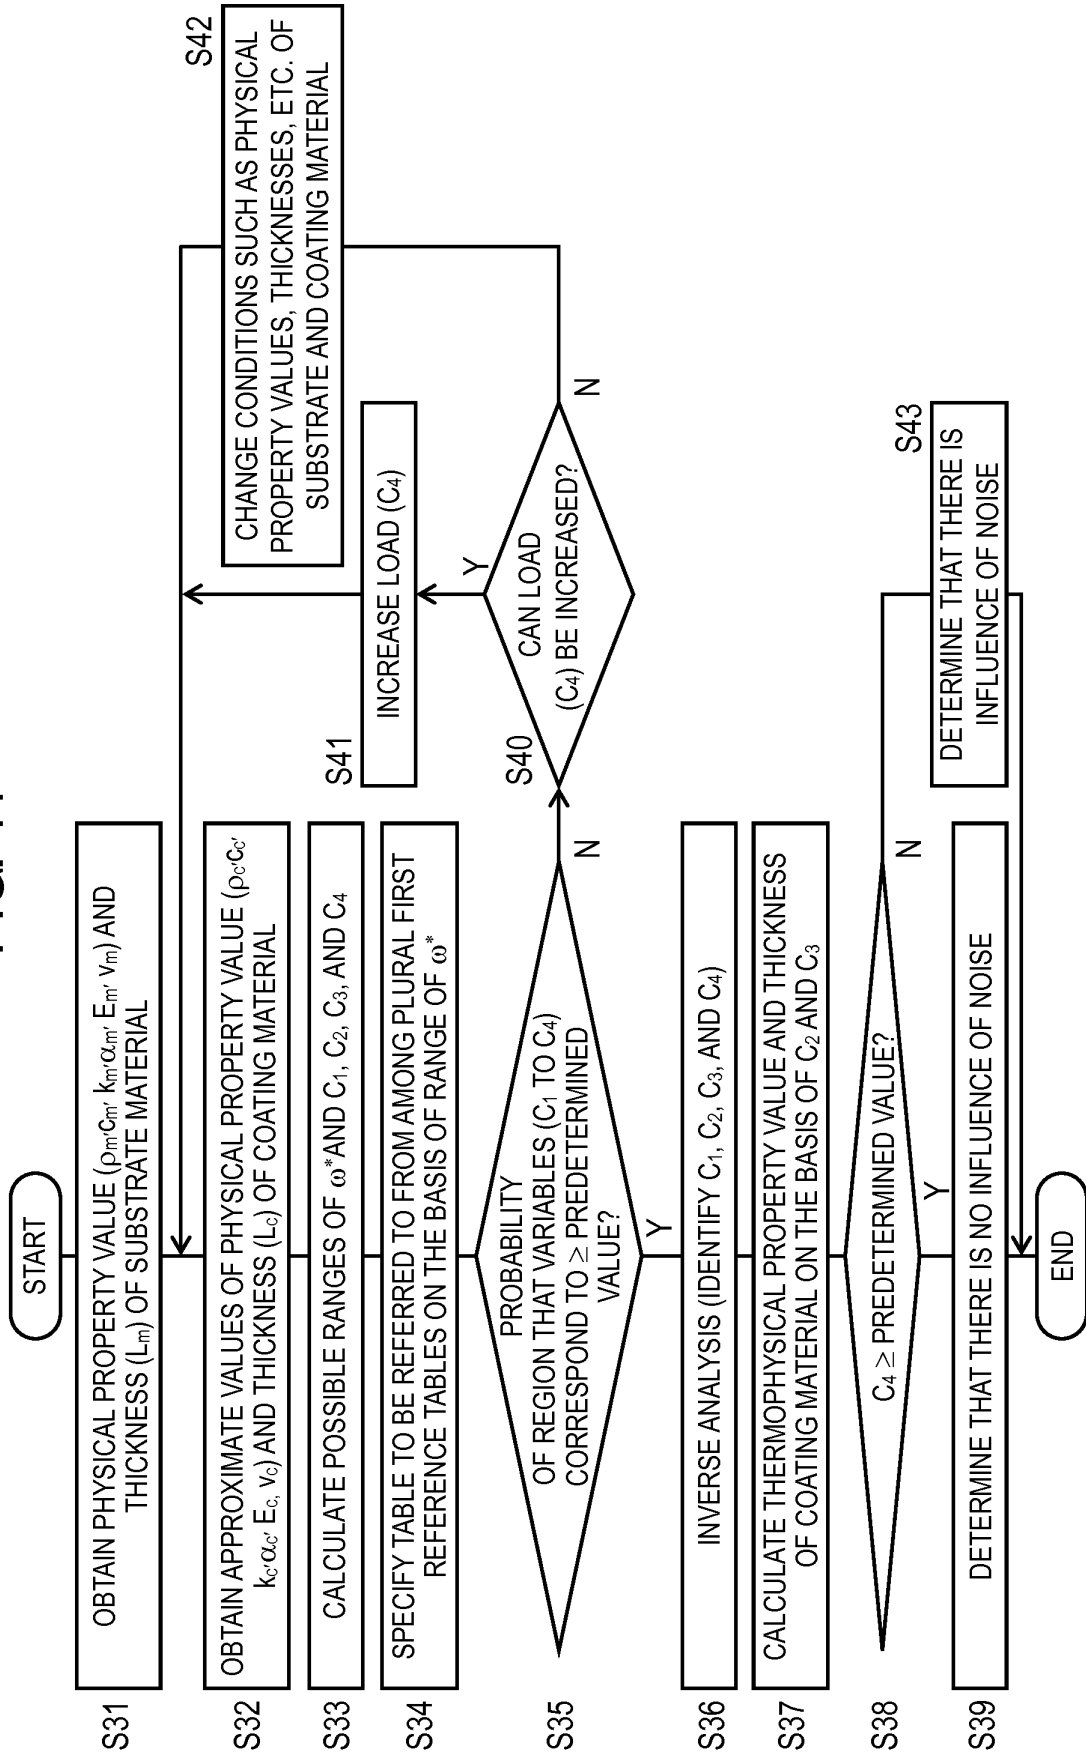 START
S31
OBTAIN PHYSICAL PROPERTY VALUE (ρₘ'cₘ' kₘ'αₘ' Eₘ' νₘ) AND
THICKNESS (Lₘ) OF SUBSTRATE MATERIAL
S32
OBTAIN APPROXIMATE VALUES OF PHYSICAL PROPERTY VALUE (ρc'cc'
kc'αc' Ec, νc) AND THICKNESS (Lc) OF COATING MATERIAL
S33
CALCULATE POSSIBLE RANGES OF ω* AND C₁, C₂, C₃, AND C₄
S34
SPECIFY TABLE TO BE REFERRED TO FROM AMONG PLURAL FIRST
REFERENCE TABLES ON THE BASIS OF RANGE OF ω*
S35
PROBABILITY
OF REGION THAT VARIABLES (C₁ TO C₄)
CORRESPOND TO ≥ PREDETERMINED
VALUE?
N
Y
S40
CAN LOAD
(C₄) BE INCREASED?
Y
N
S41
INCREASE LOAD (C₄)
S42
CHANGE CONDITIONS SUCH AS PHYSICAL
PROPERTY VALUES, THICKNESSES, ETC. OF
SUBSTRATE AND COATING MATERIAL
S36
INVERSE ANALYSIS (IDENTIFY C₁, C₂, C₃, AND C₄)
S37
CALCULATE THERMOPHYSICAL PROPERTY VALUE AND THICKNESS
OF COATING MATERIAL ON THE BASIS OF C₂ AND C₃
S38
C₄ ≥ PREDETERMINED VALUE?
N
Y
S43
DETERMINE THAT THERE IS
INFLUENCE OF NOISE
S39
DETERMINE THAT THERE IS NO INFLUENCE OF NOISE
END